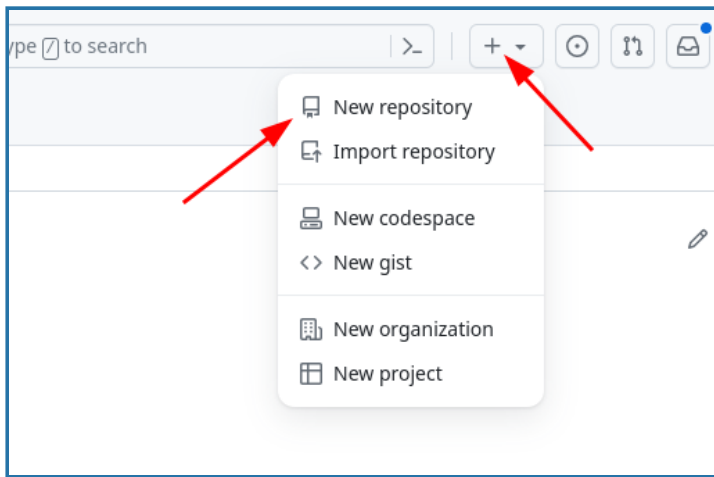 ype / to search
New repository
Import repository
New codespace
New gist
New organization
New project